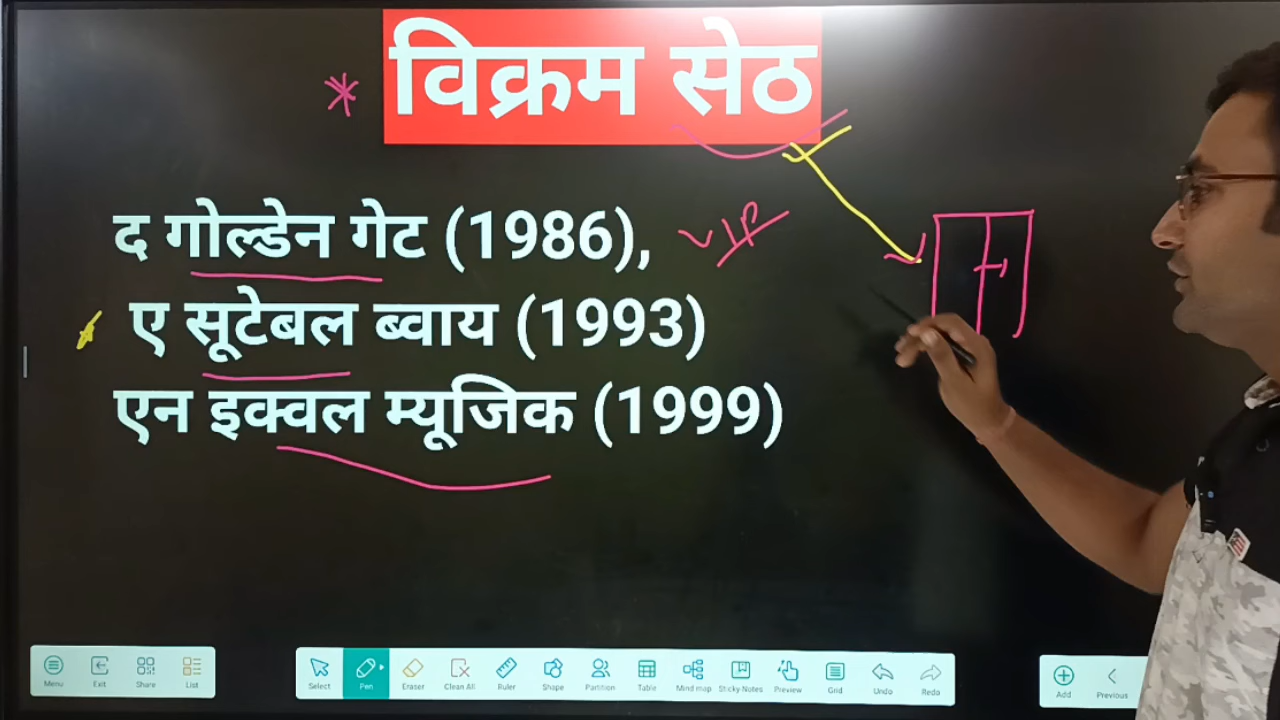 विक्रम सेठ
द गोल्डेन गेट (1986),
VIP
ए सूटेबल ब्वाय (1993)
एन इक्वल म्यूजिक (1999)
Menu Exit Share List Select Pen Eraser Clean All Ruler Shape Partition Table Mind map Sticky Notes Preview Grid Undo Redo Add Previous